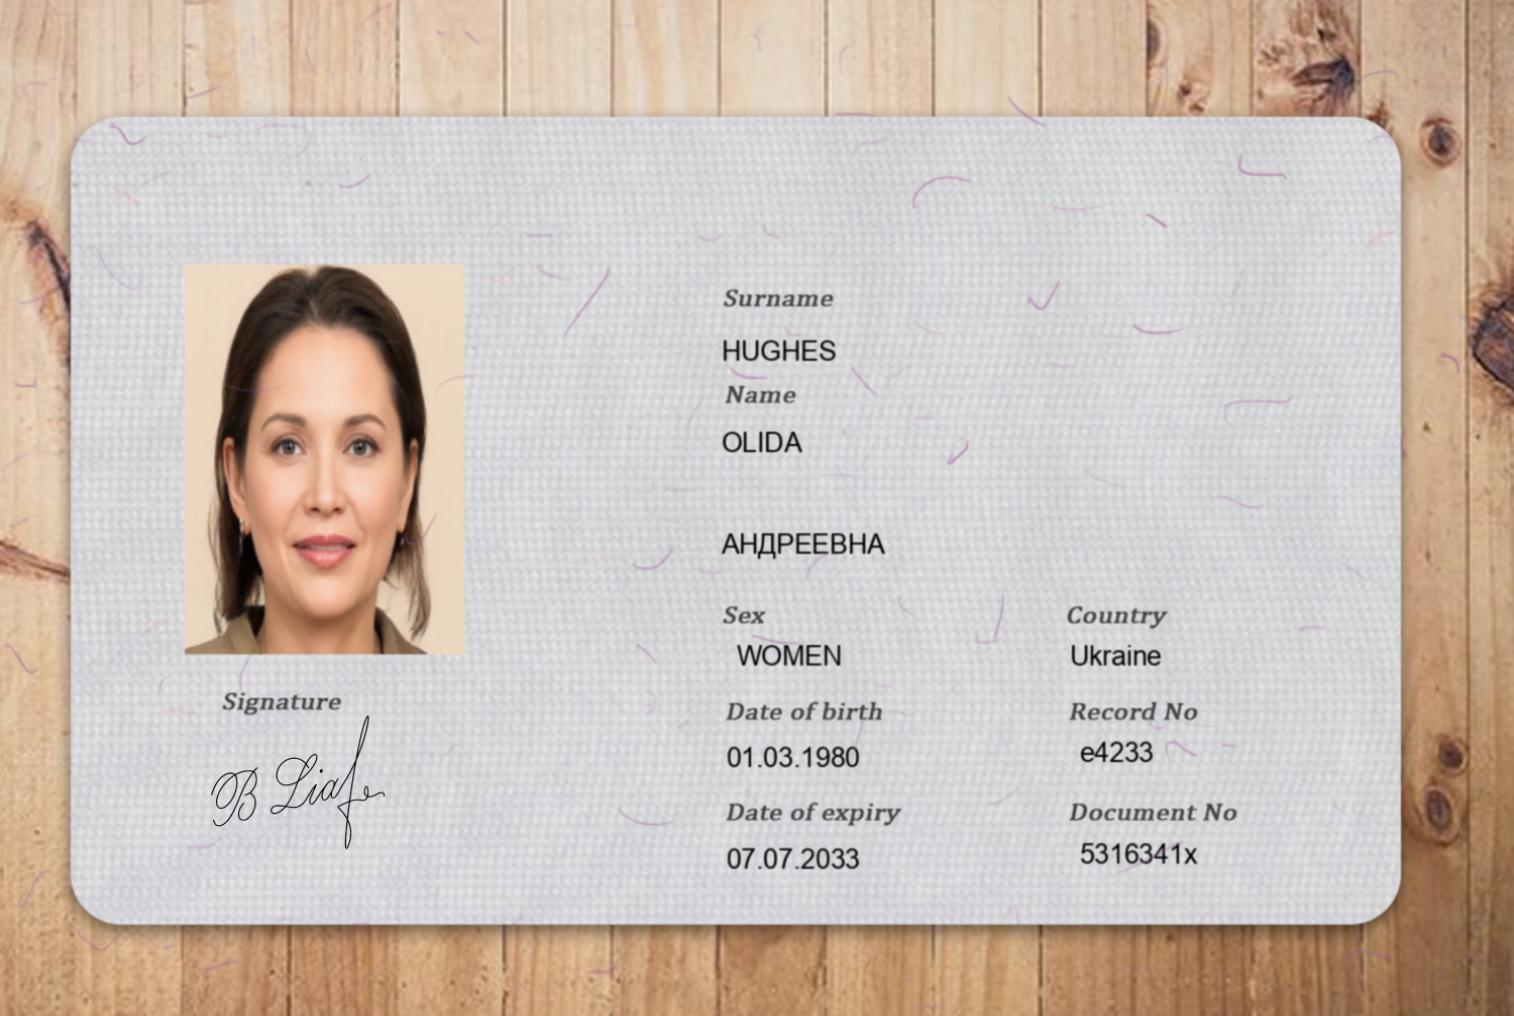 Surname
HUGHES
Name
OLIDA
АНДРЕЕВНА
Sex
Country
WOMEN
Ukraine
Date of birth
Record No
01.03.1980
e4233
Date of expiry
Document No
07.07.2033
5316341x
Signature
B Liafe